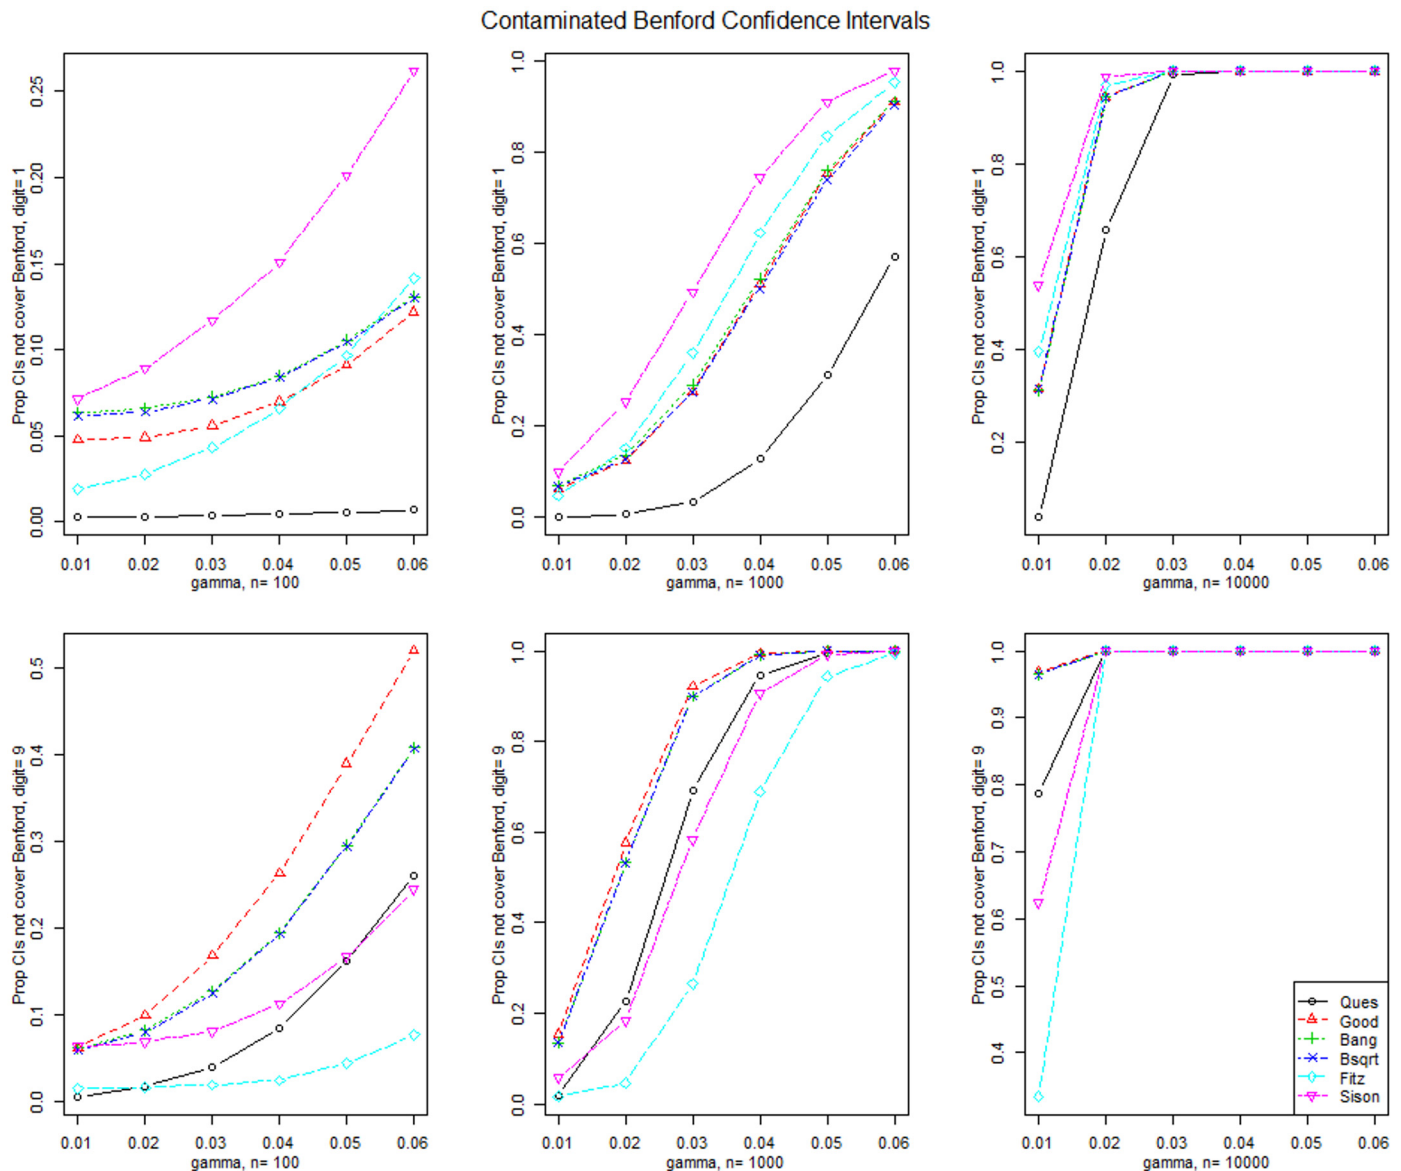 Contaminated Benford Confidence Intervals
Prop CIs not cover Benford, digit= 1
0.00 0.05 0.10 0.15 0.20 0.25
0.01 0.02 0.03 0.04 0.05 0.06
gamma, n= 100
Prop CIs not cover Benford, digit= 1
0.0 0.2 0.4 0.6 0.8 1.0
0.01 0.02 0.03 0.04 0.05 0.06
gamma, n= 1000
Prop CIs not cover Benford, digit= 1
0.2 0.4 0.6 0.8 1.0
0.01 0.02 0.03 0.04 0.05 0.06
gamma, n= 10000
Prop CIs not cover Benford, digit= 9
0.0 0.1 0.2 0.3 0.4 0.5
0.01 0.02 0.03 0.04 0.05 0.06
gamma, n= 100
Prop CIs not cover Benford, digit= 9
0.0 0.2 0.4 0.6 0.8 1.0
0.01 0.02 0.03 0.04 0.05 0.06
gamma, n= 1000
Prop CIs not cover Benford, digit= 9
0.4 0.5 0.6 0.7 0.8 0.9 1.0
0.01 0.02 0.03 0.04 0.05 0.06
gamma, n= 10000
Ques
Good
Bang
Bsqrt
Fitz
Sison